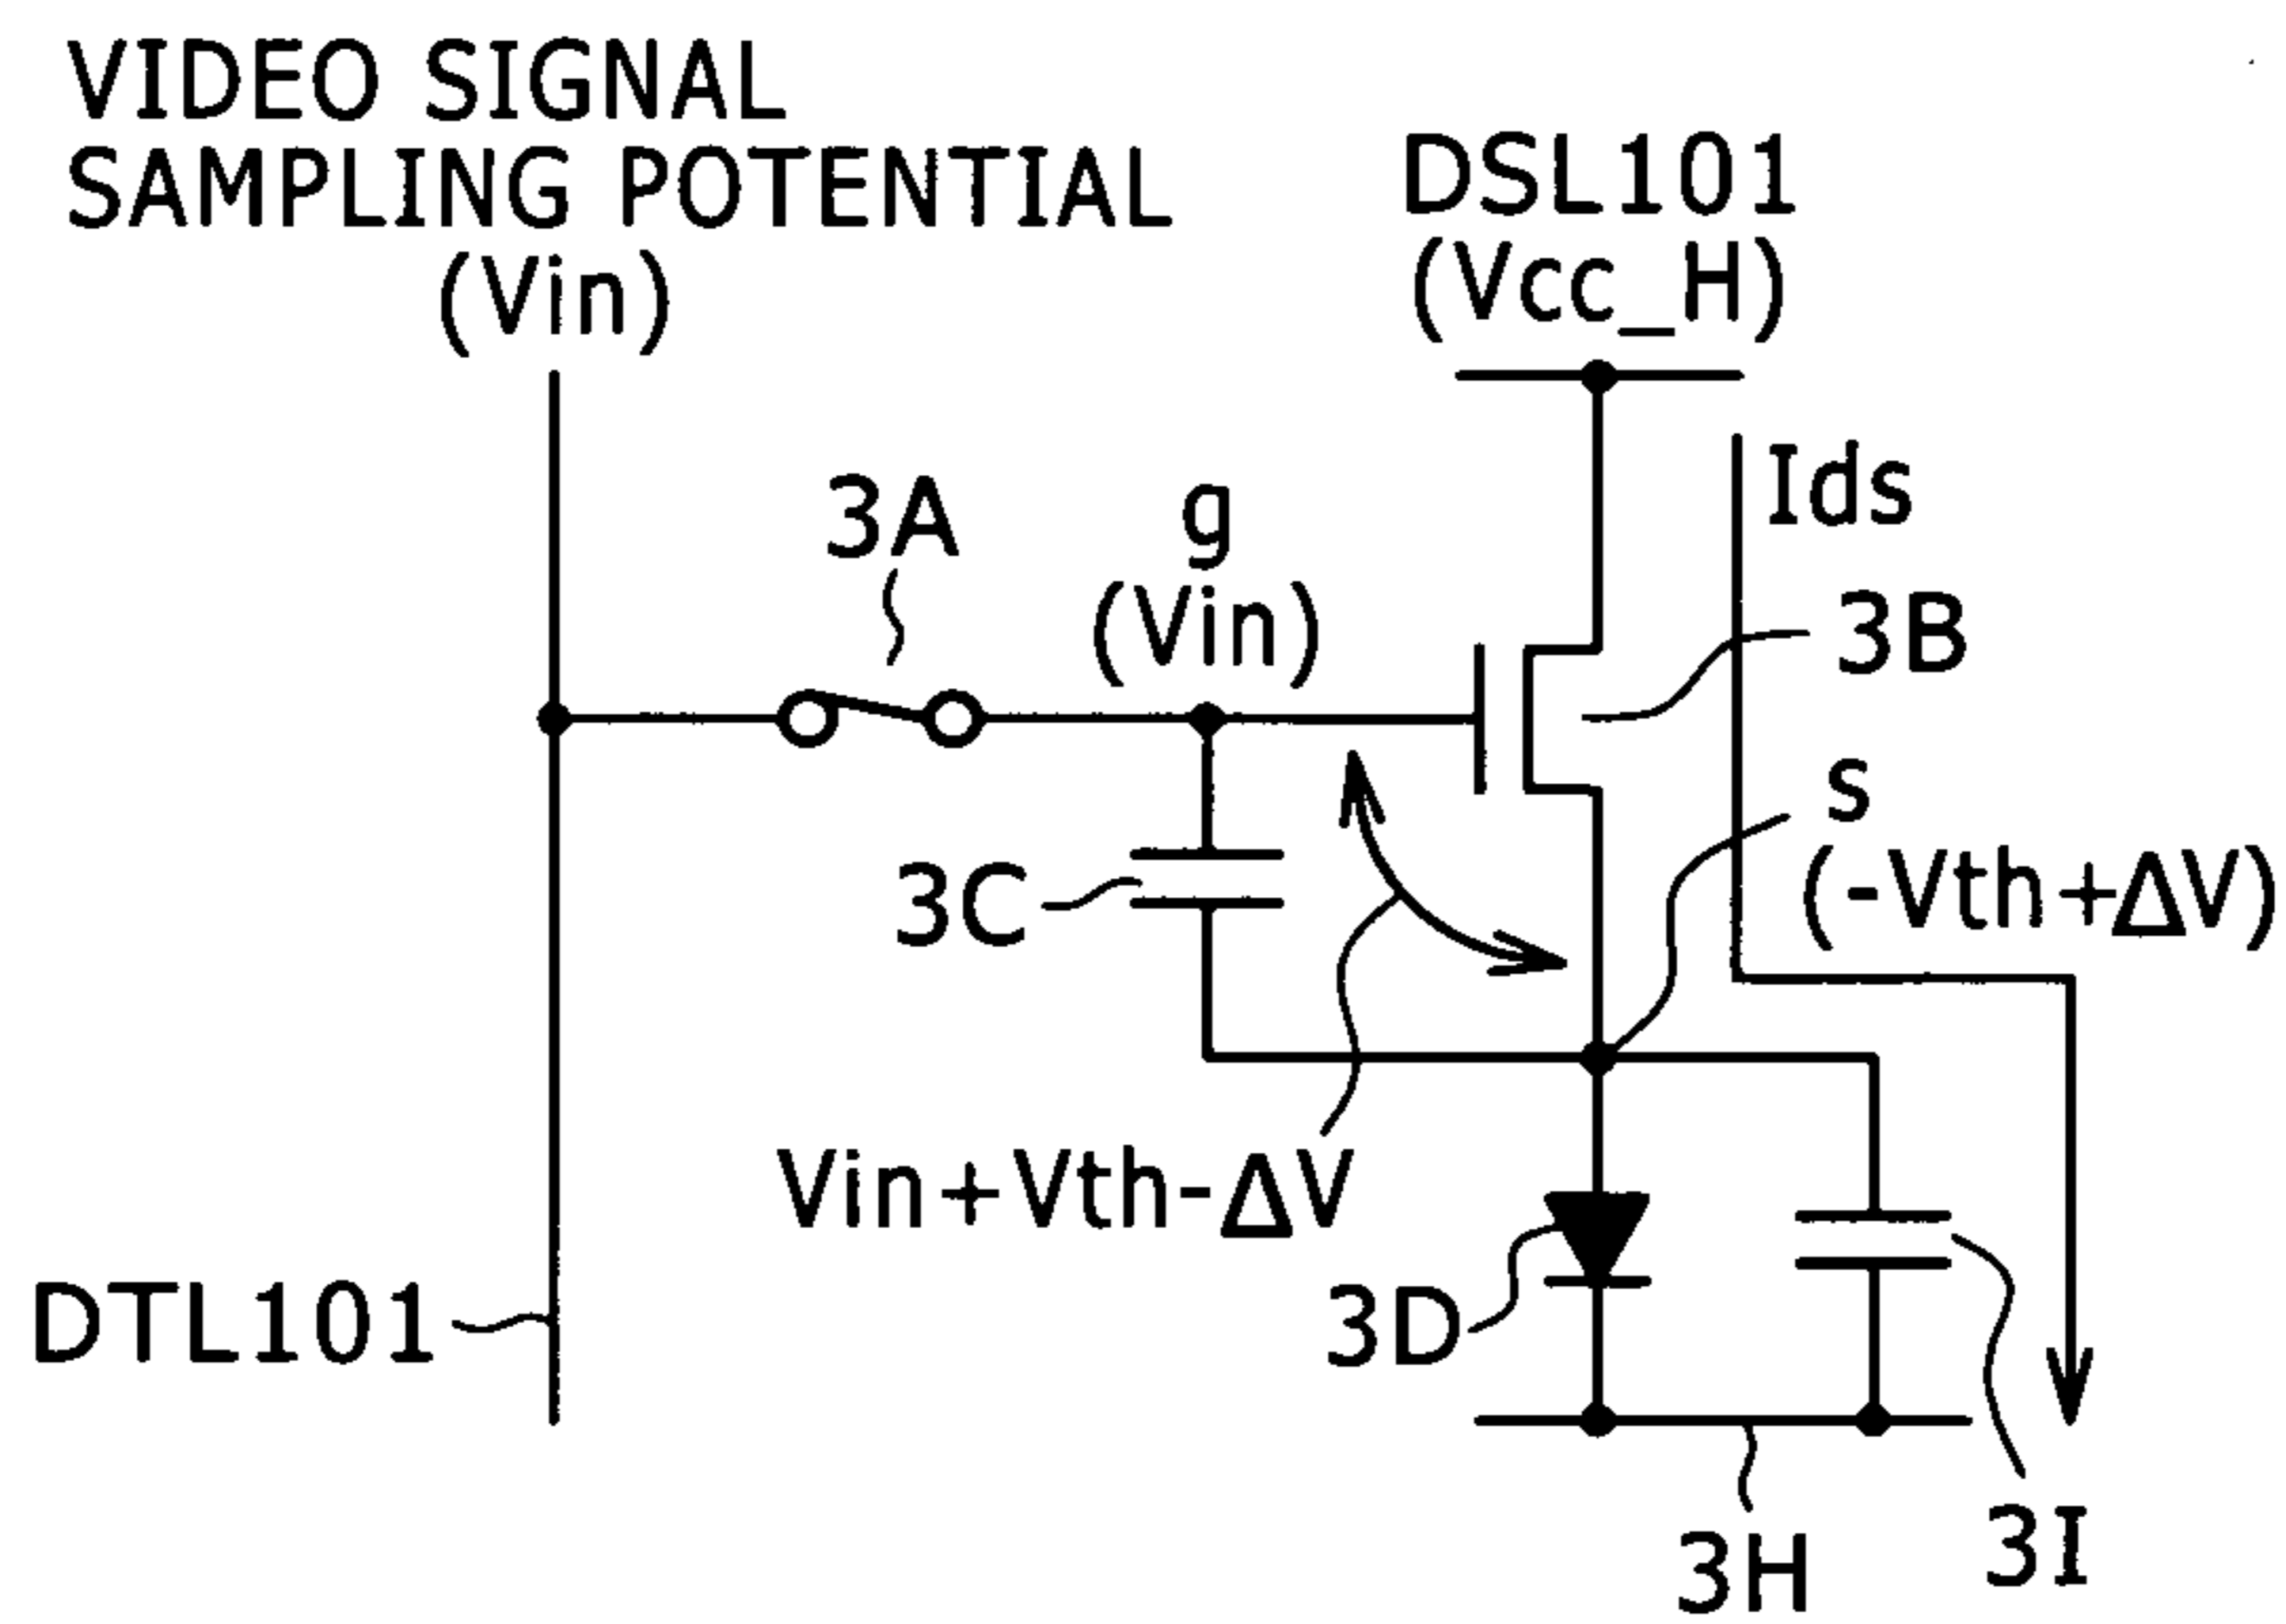 VIDEO SIGNAL
SAMPLING POTENTIAL
(Vin)
DSL101
(Vcc_H)
Ids
3A
g
(Vin)
3B
s
(-Vth+ΔV)
3C
Vin+Vth-ΔV
DTL101
3D
3H
3I